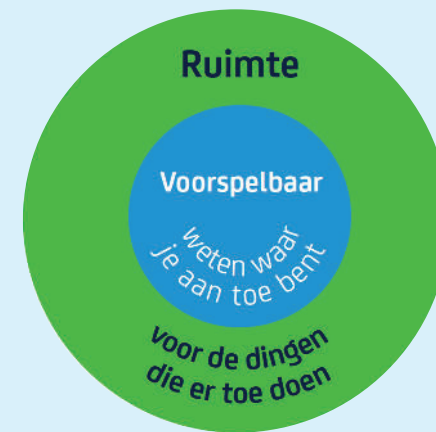 Ruimte
Voorspelbaar
weten waar
je aan toe bent
voor de dingen
die er toe doen